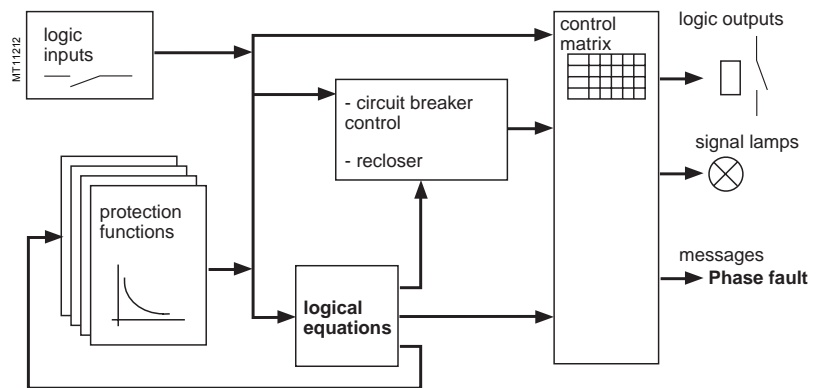 MT11212
logic
inputs
control
matrix
logic outputs
- circuit breaker
control
- recloser
signal lamps
protection
functions
messages
Phase fault
logical
equations